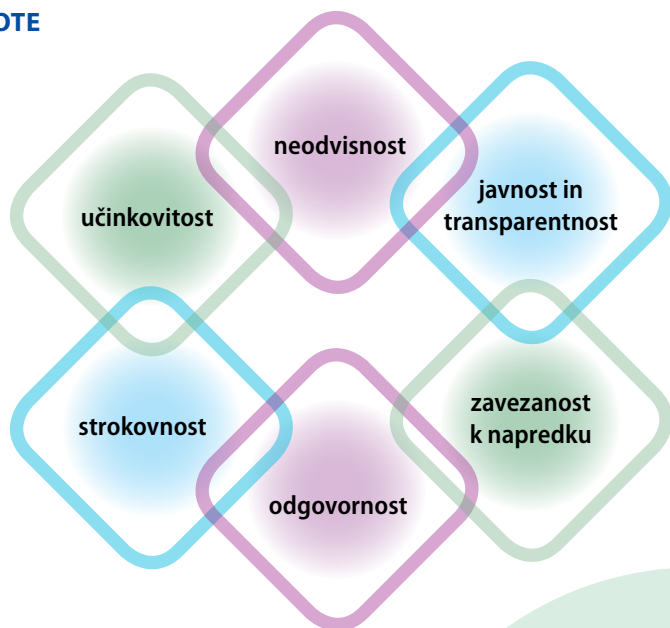 OTE
neodvisnost
javnost in
transparentnost
učinkovitost
zavezanost
k napredku
strokovnost
odgovornost